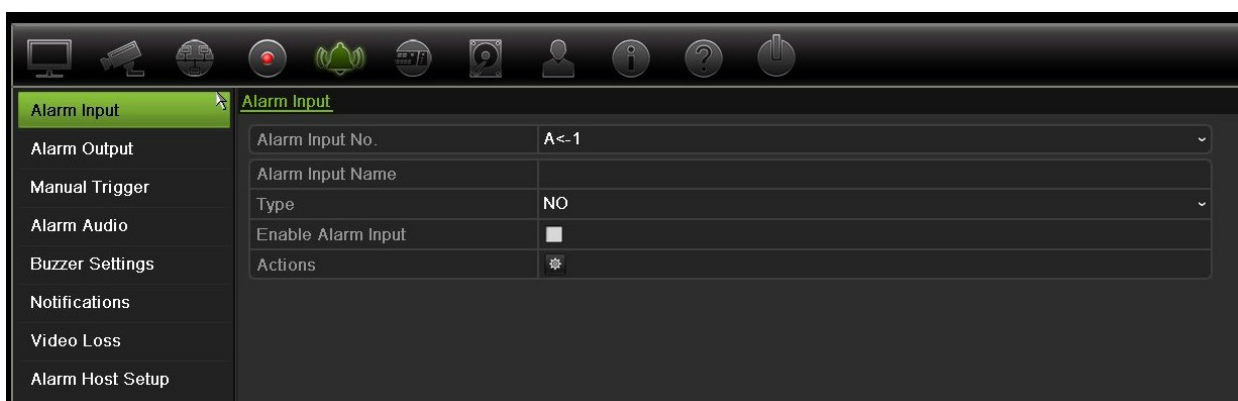 Alarm Input
Alarm Output
Manual Trigger
Alarm Audio
Buzzer Settings
Notifications
Video Loss
Alarm Host Setup
Alarm Input
Alarm Input No. A<-1
Alarm Input Name
Type NO
Enable Alarm Input
Actions